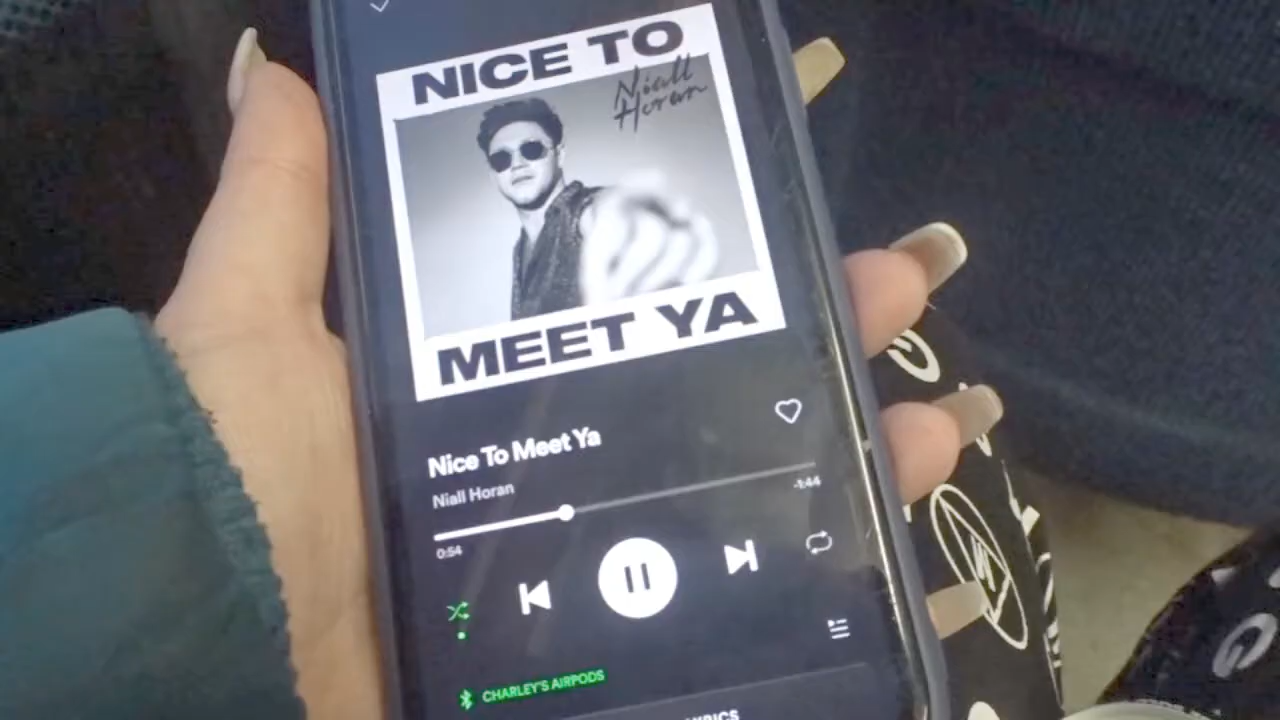 NICE TO
Niall
Horan
MEET YA
Nice To Meet Ya
Niall Horan
0:54
-1:44
CHARLEY'S AIRPODS